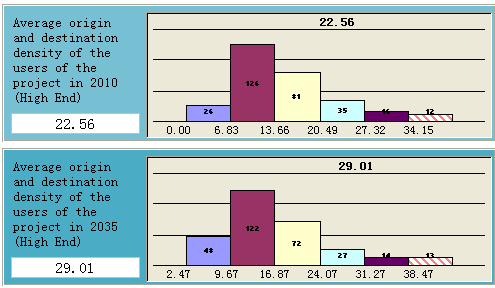 Average origin
and destination
density of the
users of the
project in 2010
(High End)
22.56
22.56
26
126
81
35
16
12
0.00 6.83 13.66 20.49 27.32 34.15
Average origin
and destination
density of the
users of the
project in 2035
(High End)
29.01
29.01
48
122
72
27
14
13
2.47 9.67 16.87 24.07 31.27 38.47